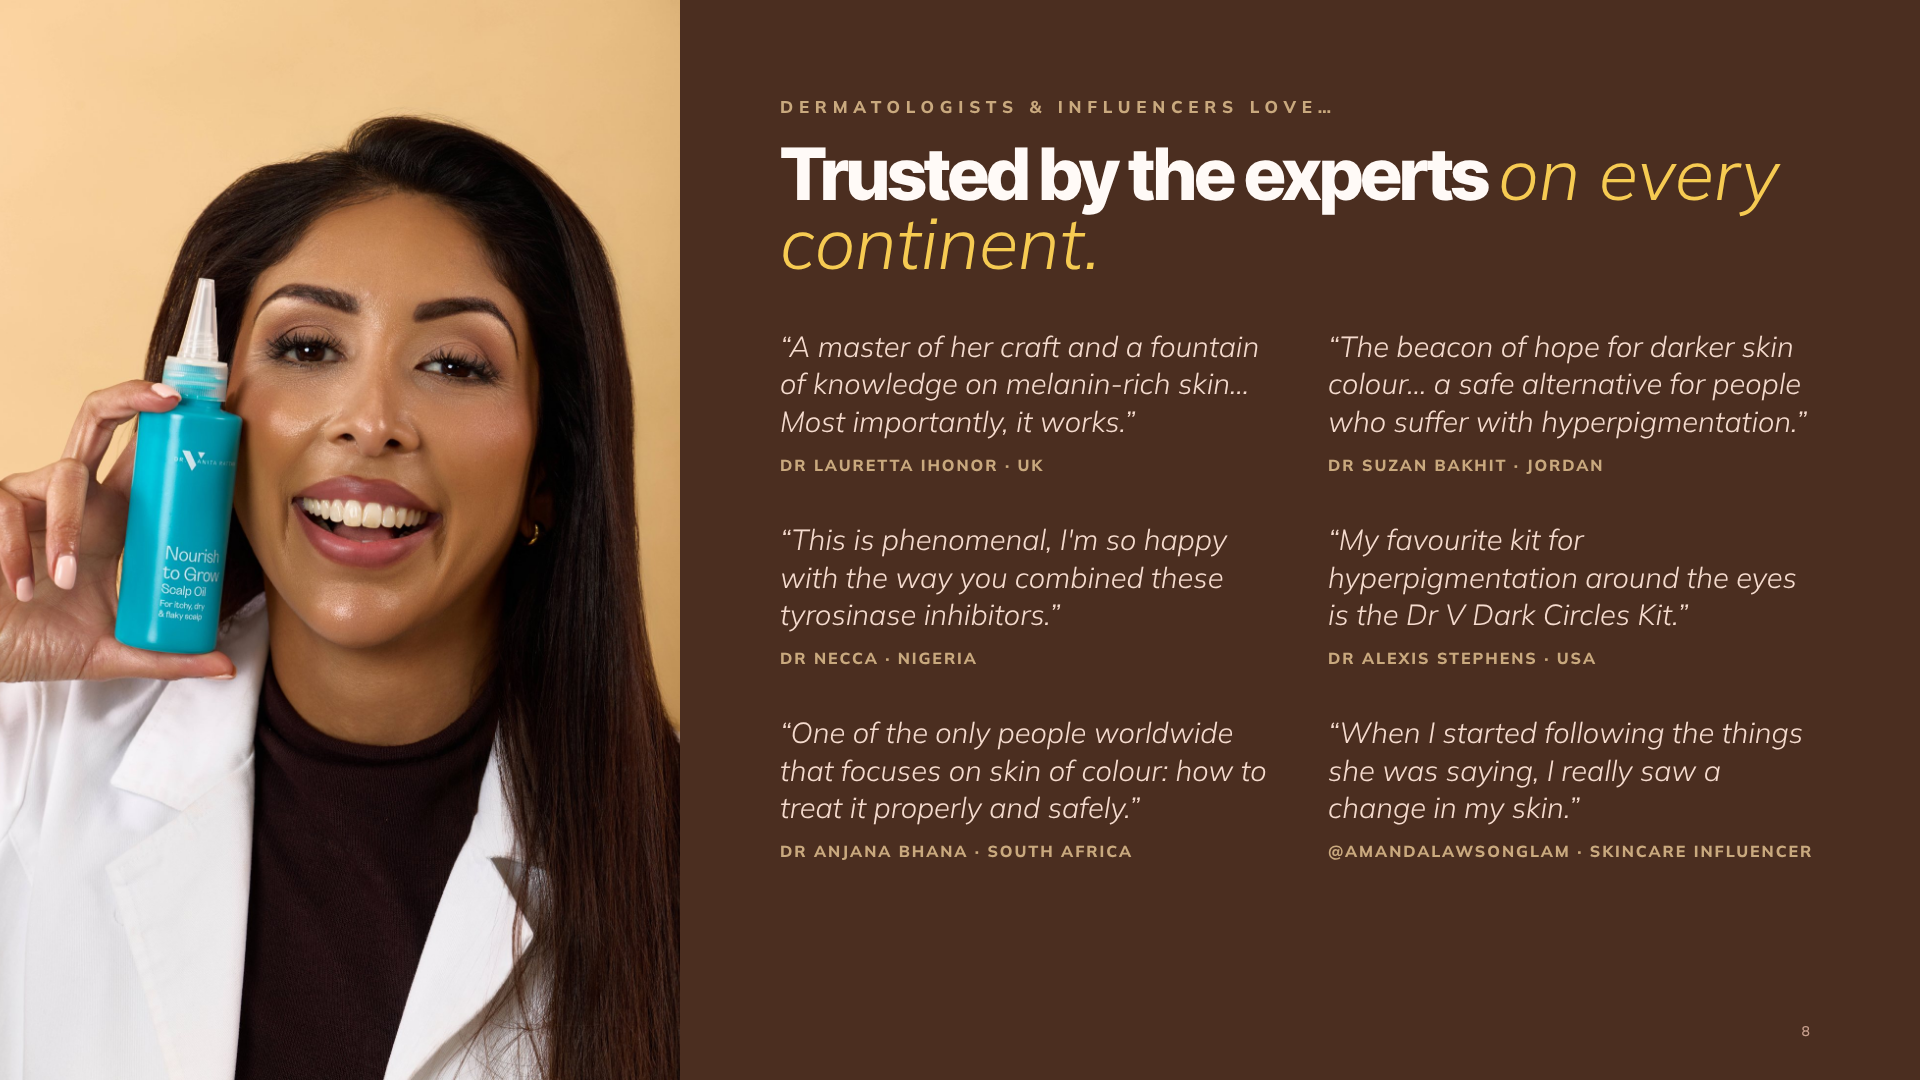 DERMATOLOGISTS & INFLUENCERS LOVE…
Trusted by the experts on every
continent.
“A master of her craft and a fountain
of knowledge on melanin-rich skin…
Most importantly, it works.”
DR LAURETTA IHONOR · UK
“The beacon of hope for darker skin
colour… a safe alternative for people
who suffer with hyperpigmentation.”
DR SUZAN BAKHIT · JORDAN
“This is phenomenal, I'm so happy
with the way you combined these
tyrosinase inhibitors.”
DR NECCA · NIGERIA
“My favourite kit for
hyperpigmentation around the eyes
is the Dr V Dark Circles Kit.”
DR ALEXIS STEPHENS · USA
“One of the only people worldwide
that focuses on skin of colour: how to
treat it properly and safely.”
DR ANJANA BHANA · SOUTH AFRICA
“When I started following the things
she was saying, I really saw a
change in my skin.”
@AMANDALAWSONGLAM · SKINCARE INFLUENCER
Nourish
to Grow
Scalp Oil
For itchy, dry
& flaky scalp
8